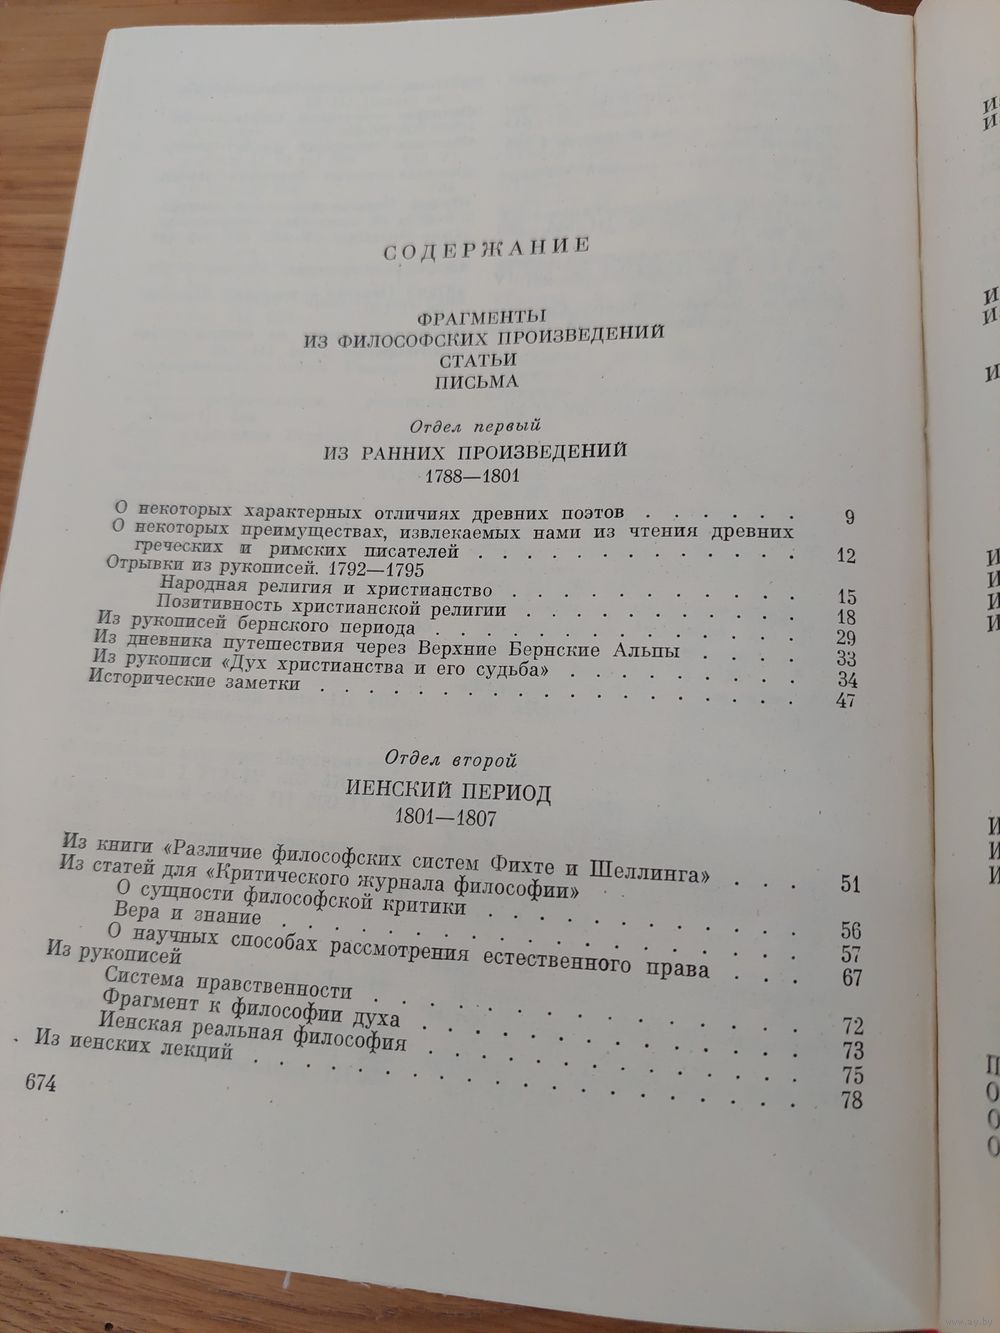 СОДЕРЖАНИЕ
ФРАГМЕНТЫ
ИЗ ФИЛОСОФСКИХ ПРОИЗВЕДЕНИЙ
СТАТЬИ
ПИСЬМА
Отдел первый
ИЗ РАННИХ ПРОИЗВЕДЕНИЙ
1788—1801
О некоторых характерных отличиях древних поэтов . . . . . . 9
О некоторых преимуществах, извлекаемых нами из чтения древних
греческих и римских писателей . . . . . . . . . . . . . 12
Отрывки из рукописей. 1792—1795
Народная религия и христианство . . . . . . . . . . . 15
Позитивность христианской религии . . . . . . . . . . . 18
Из рукописей бернского периода . . . . . . . . . . . . . 29
Из дневника путешествия через Верхние Бернские Альпы . . . . 33
Из рукописи «Дух христианства и его судьба» . . . . . . . . . 34
Исторические заметки . . . . . . . . . . . . . . . . . 47
Отдел второй
ИЕНСКИЙ ПЕРИОД
1801—1807
Из книги «Различие философских систем Фихте и Шеллинга» . . . 51
Из статей для «Критического журнала философии»
О сущности философской критики . . . . . . . . . . . . 56
Вера и знание . . . . . . . . . . . . . . . . . . . 57
О научных способах рассмотрения естественного права . . . 67
Из рукописей
Система нравственности . . . . . . . . . . . . . . . . 72
Фрагмент к философии духа . . . . . . . . . . . . . . 73
Иенская реальная философия . . . . . . . . . . . . . . 75
Из иенских лекций . . . . . . . . . . . . . . . . . . . . 78
674
www.ay.by